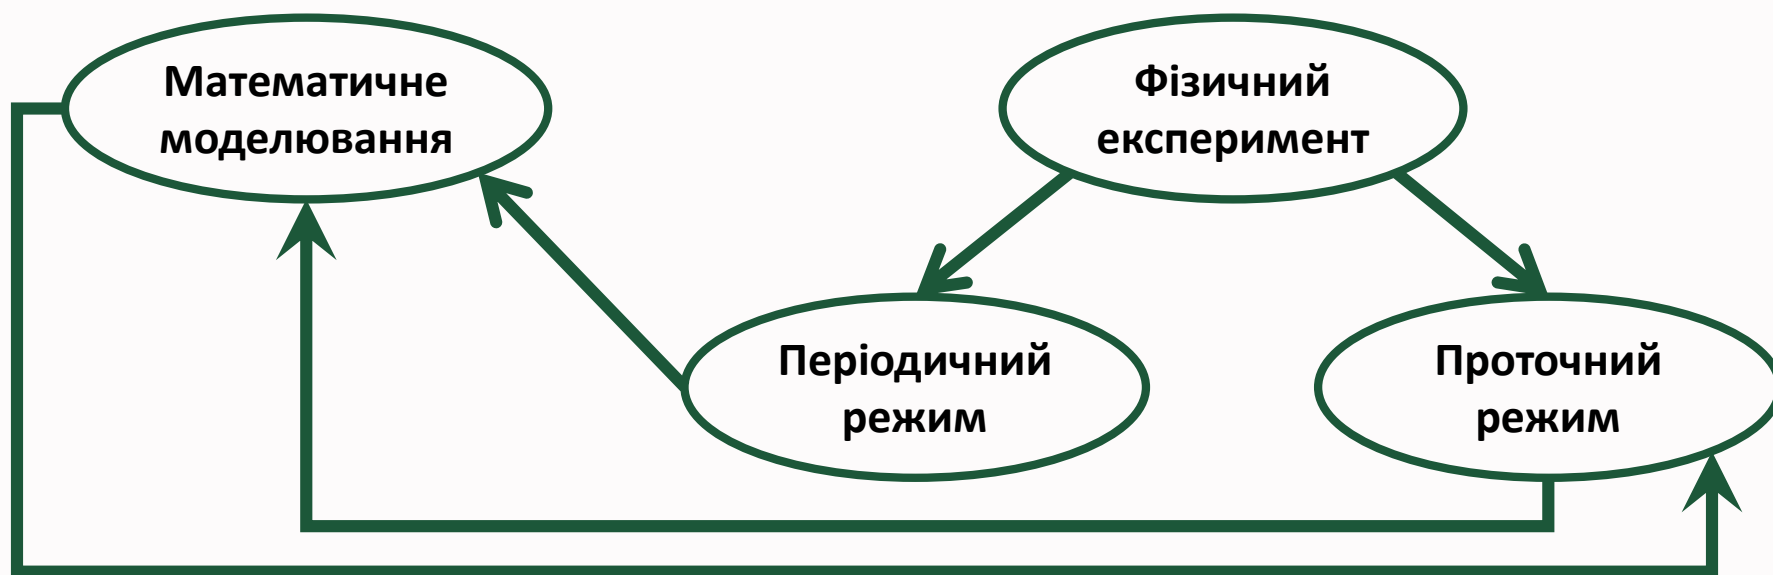 Математичне
моделювання
Фізичний
експеримент
Періодичний
режим
Проточний
режим